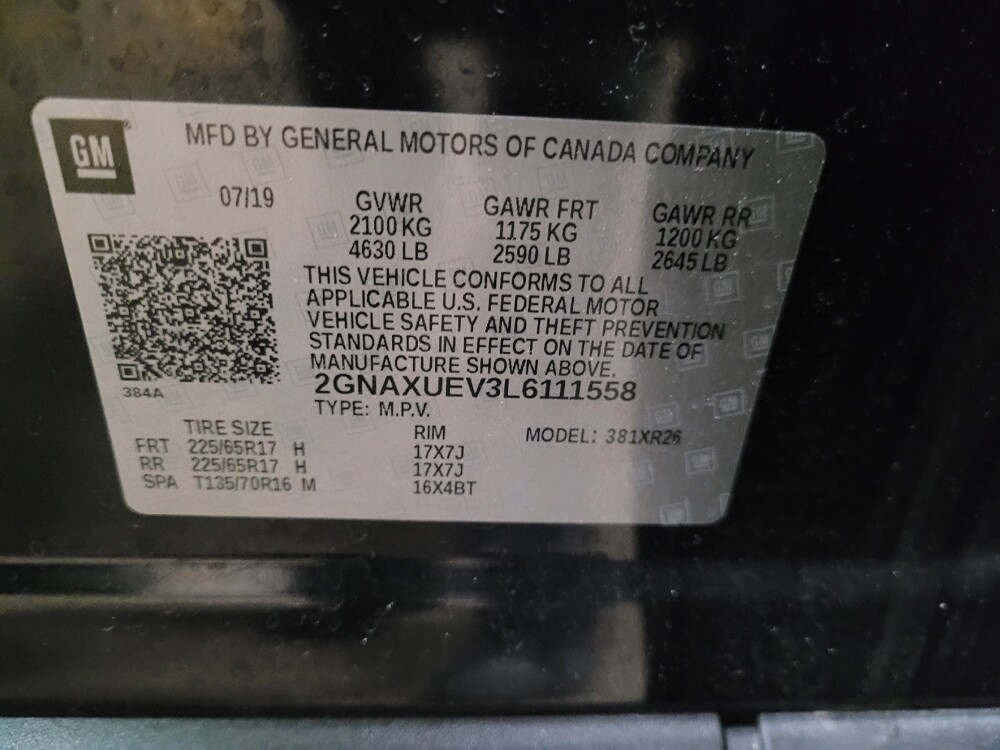 GM
MFD BY GENERAL MOTORS OF CANADA COMPANY
07/19
GVWR GAWR FRT GAWR RR
2100 KG 1175 KG 1200 KG
4630 LB 2590 LB 2645 LB
THIS VEHICLE CONFORMS TO ALL
APPLICABLE U.S. FEDERAL MOTOR
VEHICLE SAFETY AND THEFT PREVENTION
STANDARDS IN EFFECT ON THE DATE OF
MANUFACTURE SHOWN ABOVE.
384A
2GNAXUEV3L6111558
TYPE: M.P.V.
TIRE SIZE RIM MODEL: 381XR26
FRT 225/65R17 H 17X7J
RR 225/65R17 H 17X7J
SPA T135/70R16 M 16X4BT